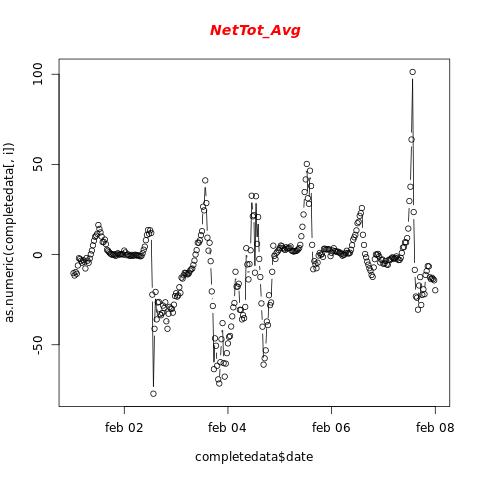 NetTot_Avg
as.numeric(completedata[, i])
100
50
0
-50
feb 02
feb 04
feb 06
feb 08
completedata$date